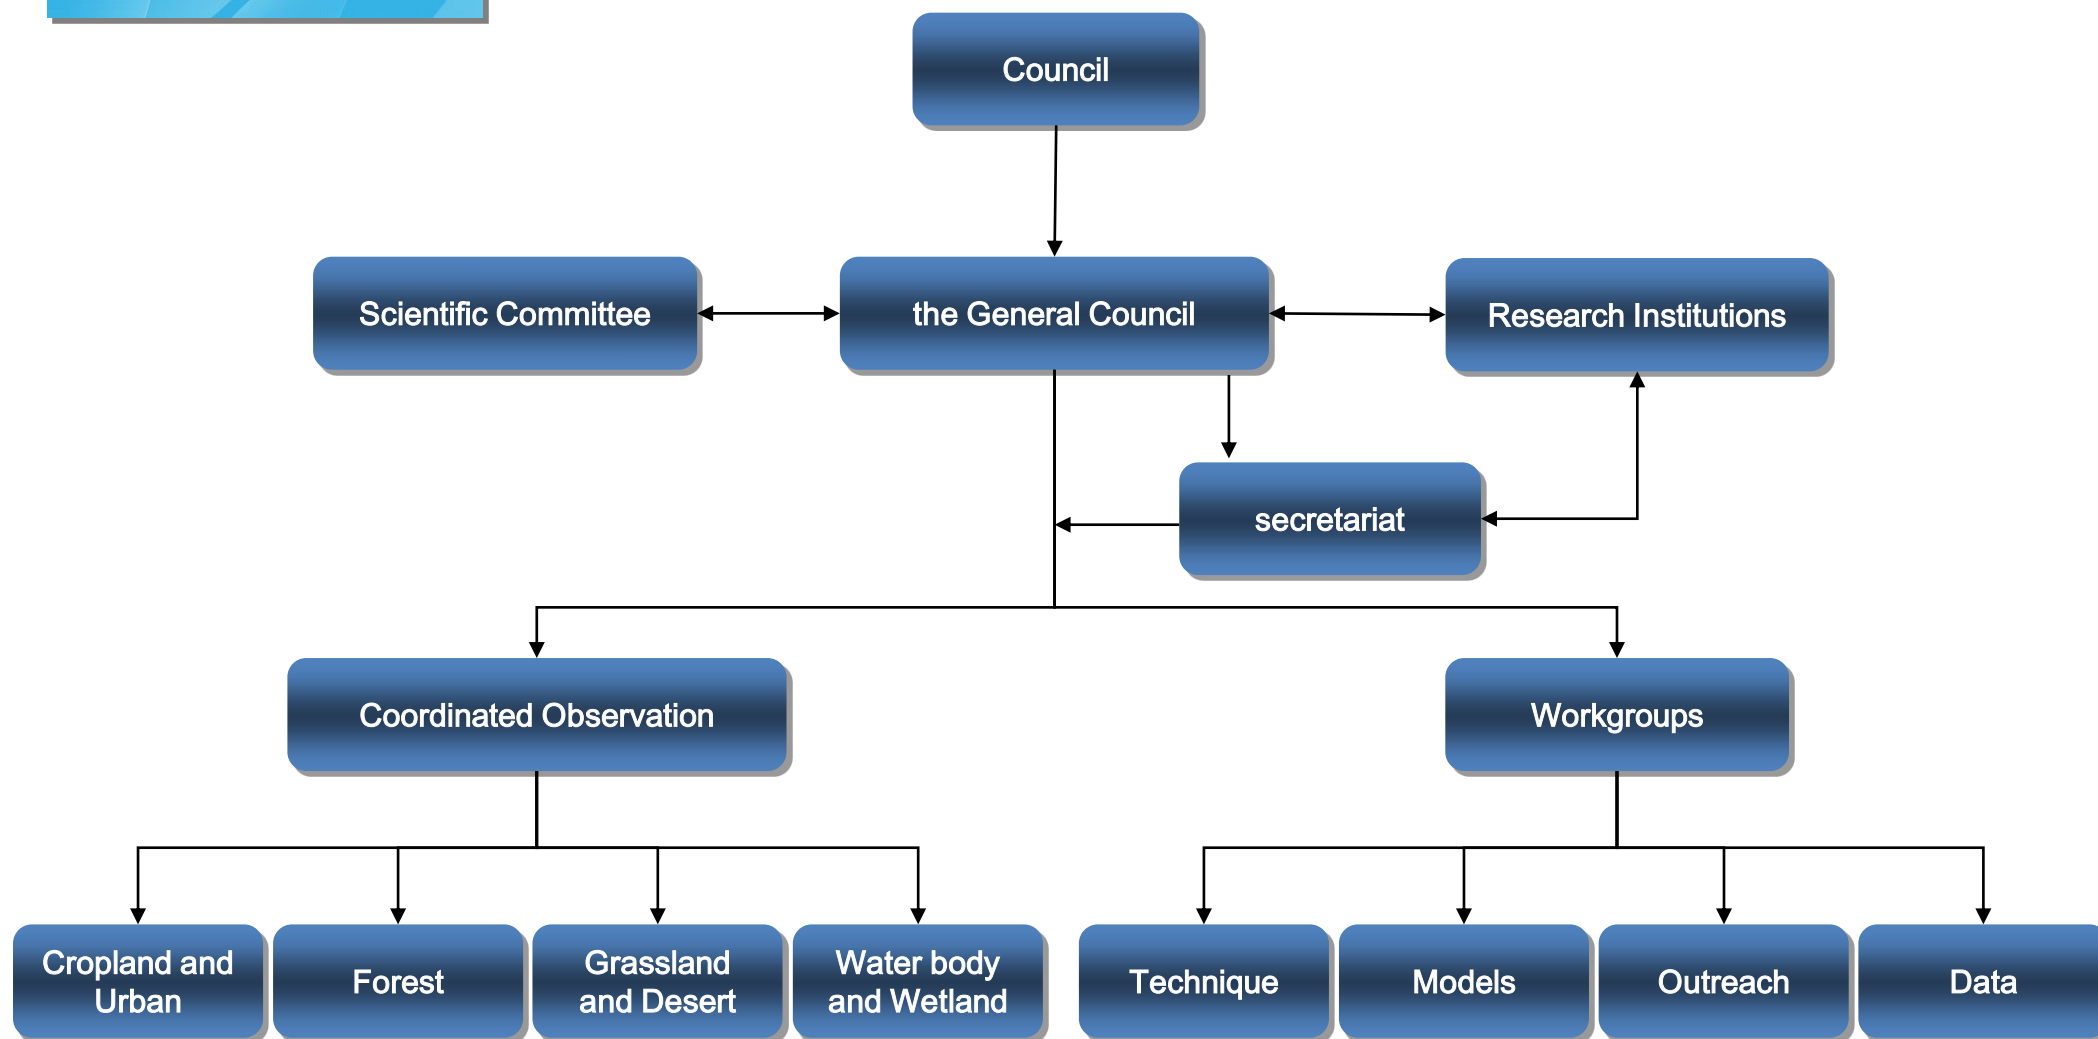 Council
Scientific Committee
the General Council
Research Institutions
secretariat
Coordinated Observation
Workgroups
Cropland and
Urban
Forest
Grassland
and Desert
Water body
and Wetland
Technique
Models
Outreach
Data